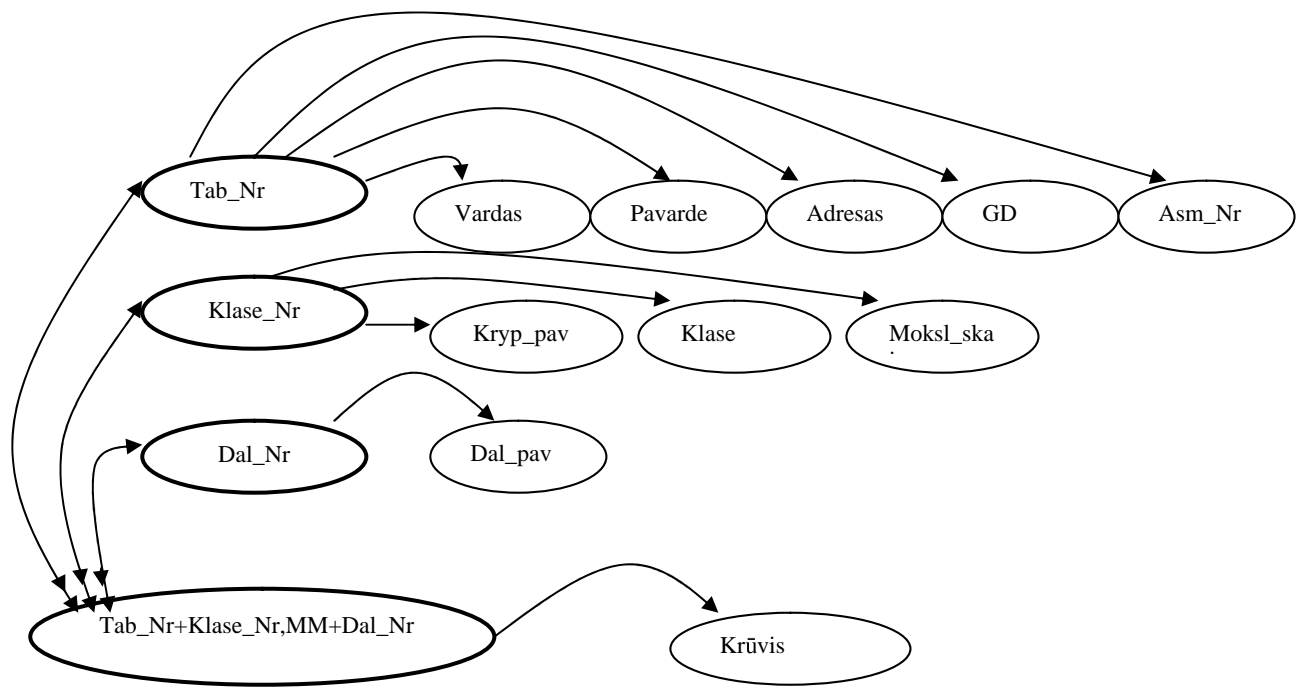 Tab_Nr
Vardas
Pavarde
Adresas
GD
Asm_Nr
Klase_Nr
Kryp_pav
Klase
Moksl_ska
.
Dal_Nr
Dal_pav
Tab_Nr+Klase_Nr,MM+Dal_Nr
Krūvis